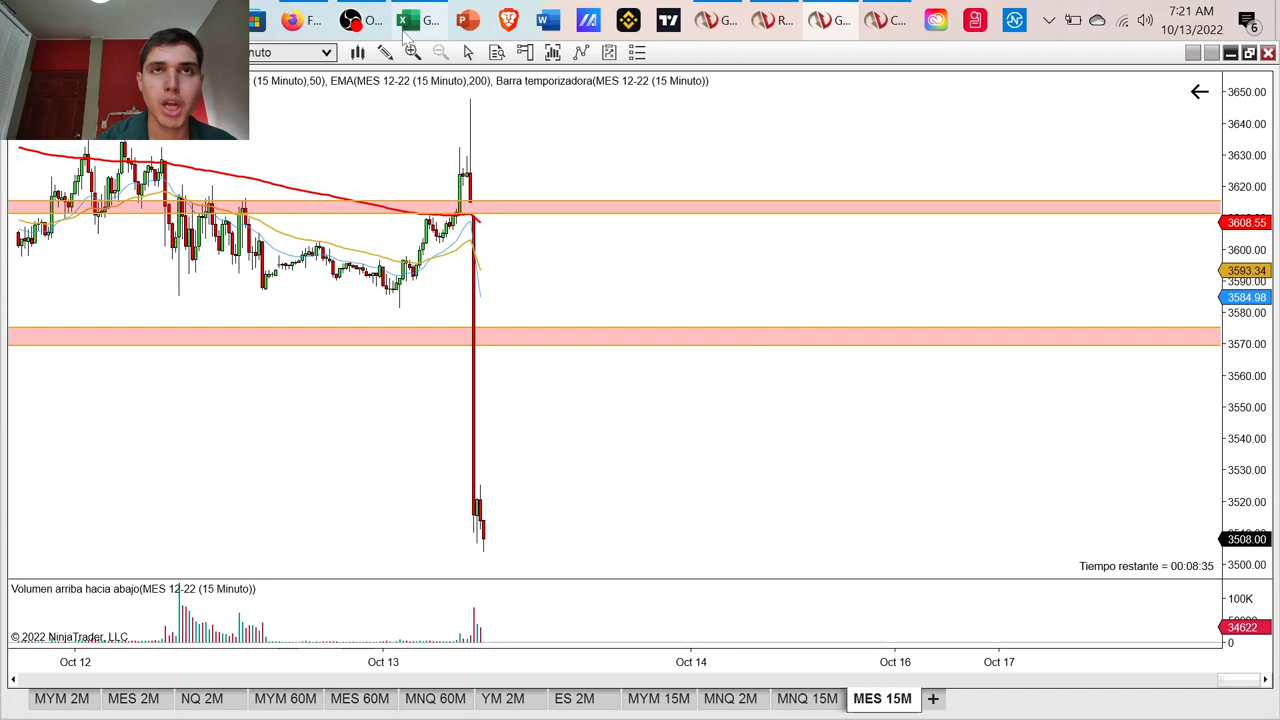 F...
O...
G...
G...
R...
G...
C...
7:21 AM
10/13/2022
6
nuto
(15 Minuto),50), EMA(MES 12-22 (15 Minuto),200), Barra temporizadora(MES 12-22 (15 Minuto))
3650.00
3640.00
3630.00
3620.00
3608.55
3600.00
3593.34
3590.00
3584.98
3580.00
3570.00
3560.00
3550.00
3540.00
3530.00
3520.00
3508.00
Tiempo restante = 00:08:35
3500.00
Volumen arriba hacia abajo(MES 12-22 (15 Minuto))
100K
34622
© 2022 NinjaTrader, LLC
0
Oct 12 Oct 13 Oct 14 Oct 16 Oct 17
MYM 2M MES 2M NQ 2M MYM 60M MES 60M MNQ 60M YM 2M ES 2M MYM 15M MNQ 2M MNQ 15M MES 15M +